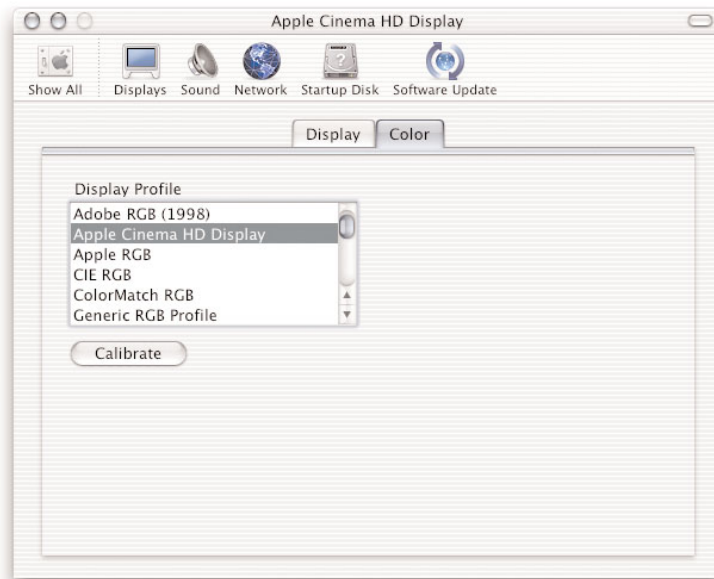 Apple Cinema HD Display
Show All Displays Sound Network Startup Disk Software Update
Display Color
Display Profile
Adobe RGB (1998)
Apple Cinema HD Display
Apple RGB
CIE RGB
ColorMatch RGB
Generic RGB Profile
Calibrate